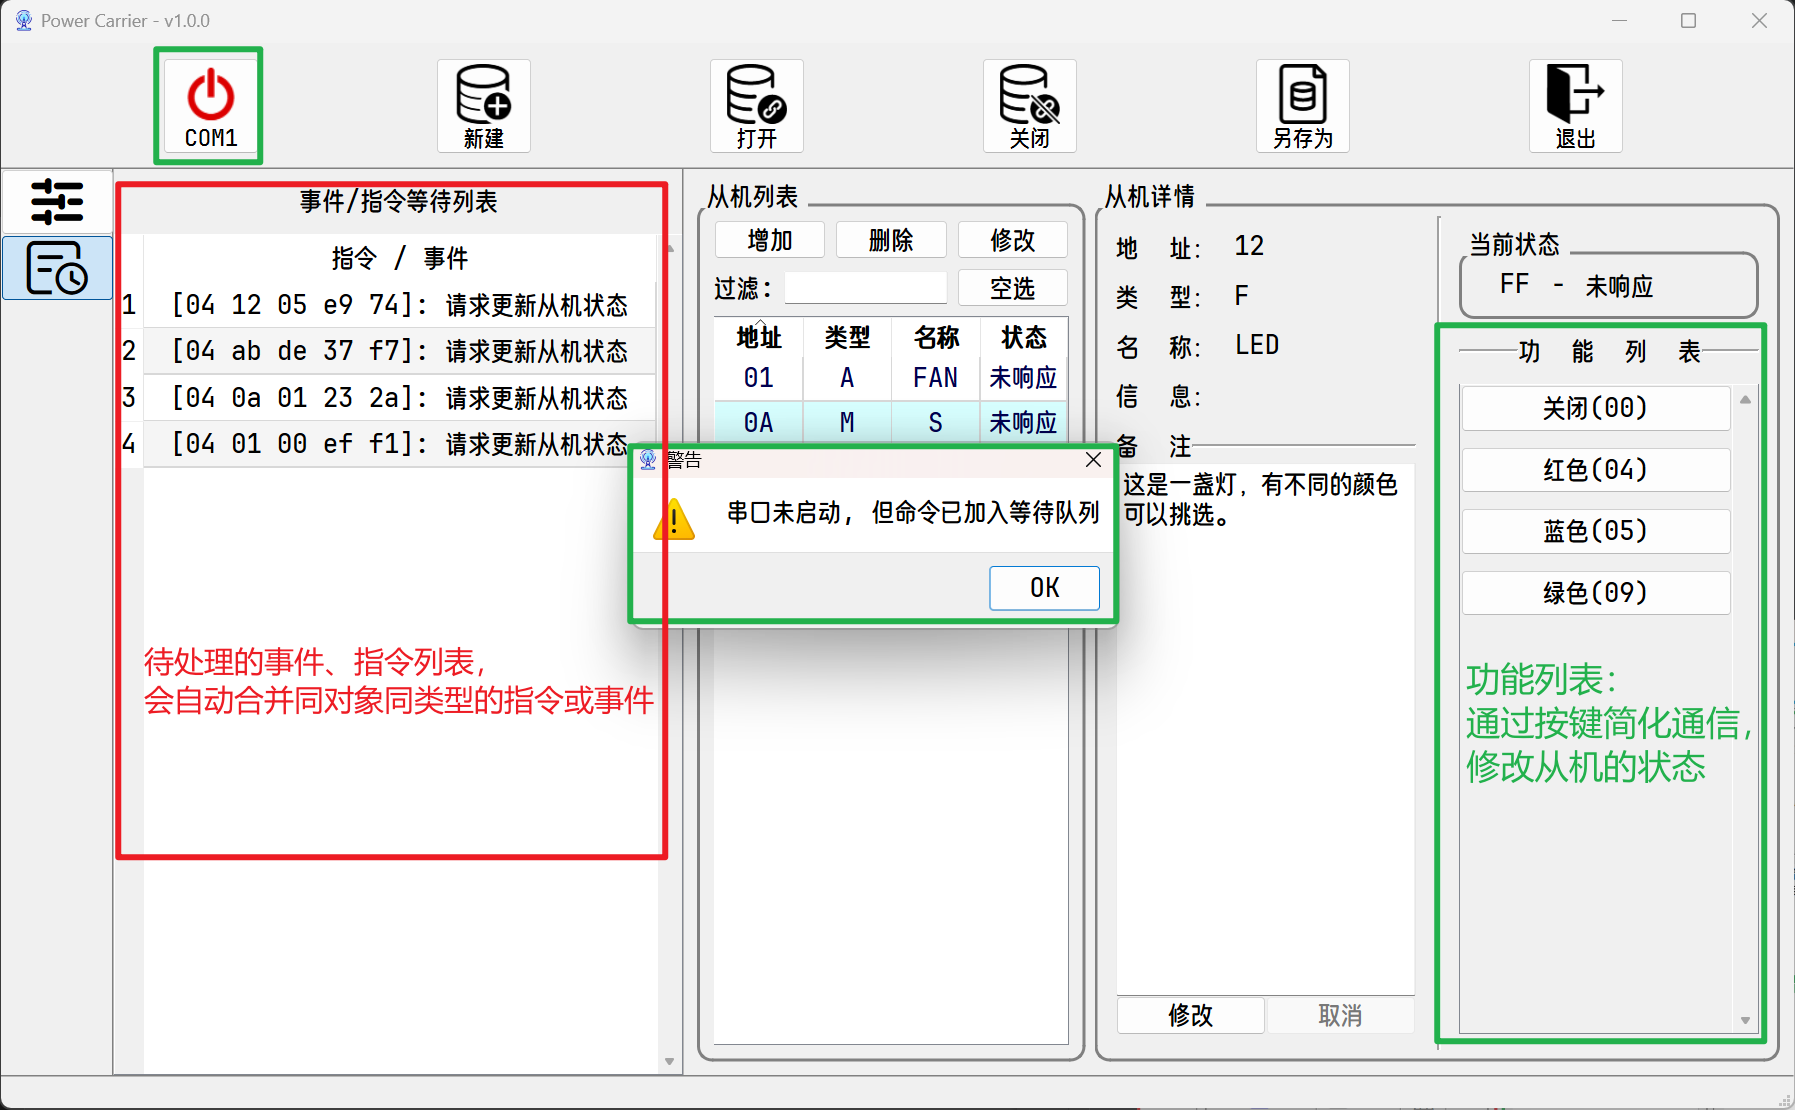 Power Carrier - v1.0.0
COM1
新建
打开
关闭
另存为
退出
事件/指令等待列表
指令 / 事件
1 [04 12 05 e9 74]: 请求更新从机状态
2 [04 ab de 37 f7]: 请求更新从机状态
3 [04 0a 01 23 2a]: 请求更新从机状态
4 [04 01 00 ef f1]: 请求更新从机状态
待处理的事件、指令列表，
会自动合并同对象同类型的指令或事件
从机列表
增加 删除 修改
过滤： 空选
地址 类型 名称 状态
01 A FAN 未响应
0A M S 未响应
警告
串口未启动，但命令已加入等待队列
OK
从机详情
地 址: 12
类 型: F
名 称: LED
信 息:
备 注
这是一盏灯，有不同的颜色
可以挑选。
修改 取消
当前状态
FF - 未响应
功 能 列 表
关闭(00)
红色(04)
蓝色(05)
绿色(09)
功能列表：
通过按键简化通信，
修改从机的状态